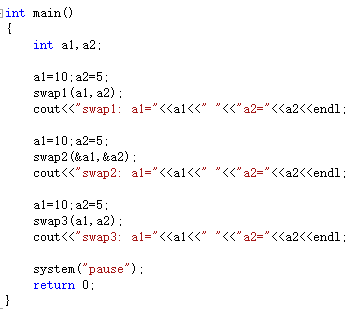 int main()
{
int a1,a2;
a1=10;a2=5;
swap1(a1,a2);
cout<<"swap1: a1="<<a1<<" "<<"a2="<<a2<<endl;
a1=10;a2=5;
swap2(&a1,&a2);
cout<<"swap2: a1="<<a1<<" "<<"a2="<<a2<<endl;
a1=10;a2=5;
swap3(a1,a2);
cout<<"swap3: a1="<<a1<<" "<<"a2="<<a2<<endl;
system("pause");
return 0;
}